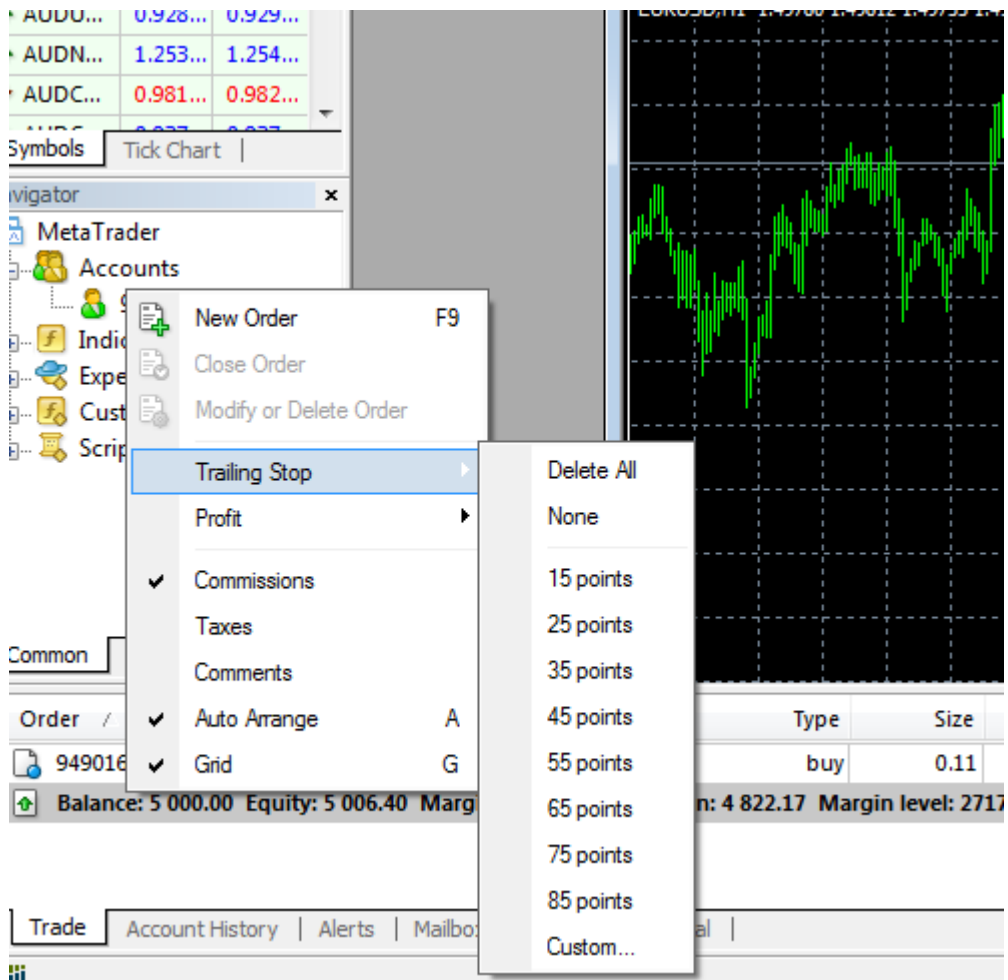 AUDU... 0.928... 0.929...
AUDN... 1.253... 1.254...
AUDC... 0.981... 0.982...
Symbols Tick Chart
MetaTrader
Accounts
New Order F9
Close Order
Modify or Delete Order
Trailing Stop
Profit
Commissions
Taxes
Comments
Auto Arrange A
Grid G
Delete All
None
15 points
25 points
35 points
45 points
55 points
65 points
75 points
85 points
Custom...
Common
Order Type Size
949016 buy 0.11
Balance: 5 000.00 Equity: 5 006.40 Marg n: 4 822.17 Margin level: 2717
Trade Account History Alerts Mailbo